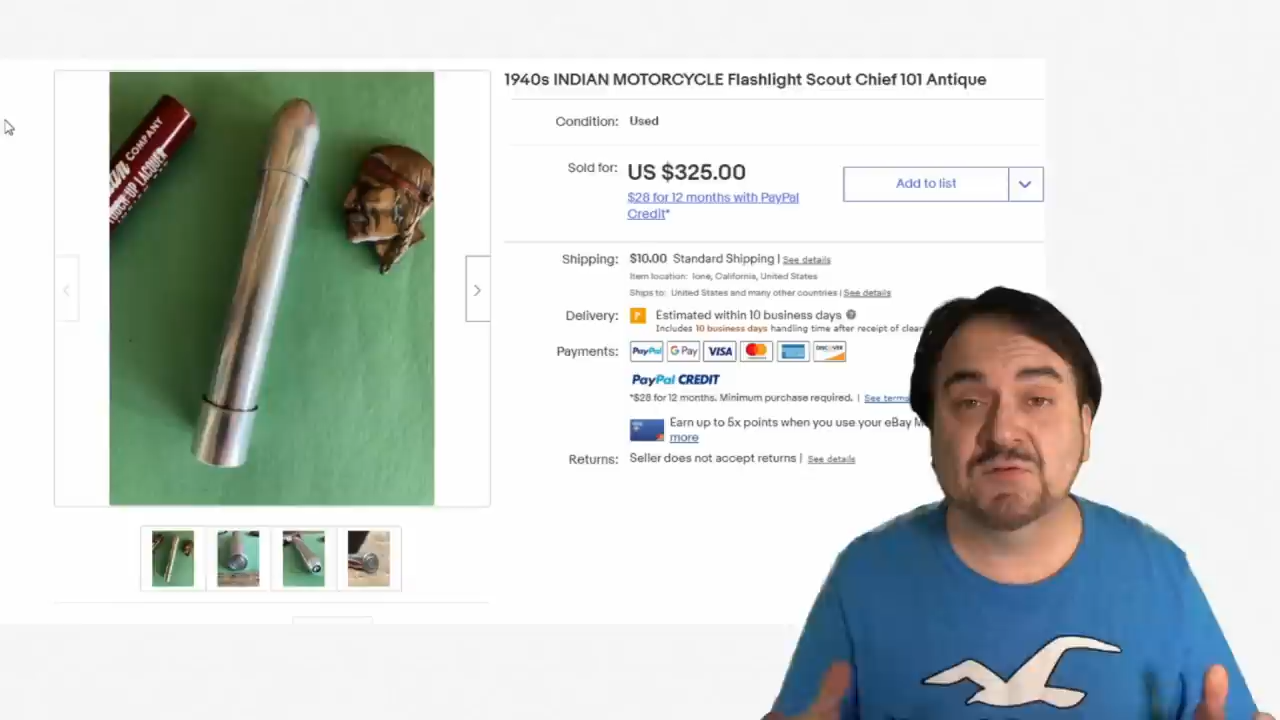 1940s INDIAN MOTORCYCLE Flashlight Scout Chief 101 Antique
Condition: Used
Sold for: US $325.00
Add to list
$28 for 12 months with PayPal
Credit*
Shipping: $10.00 Standard Shipping | See details
Item location: Ione, California, United States
Ships to: United States and many other countries | See details
Delivery: Estimated within 10 business days
Includes 10 business days handling time after receipt of
Payments: PayPal G Pay VISA DISCOVER
PayPal CREDIT
*$28 for 12 months. Minimum purchase required. | See terms
Earn up to 5x points when you use your eBay
more
Returns: Seller does not accept returns | See details
COMPANY
TOUCH-UP LACQUER